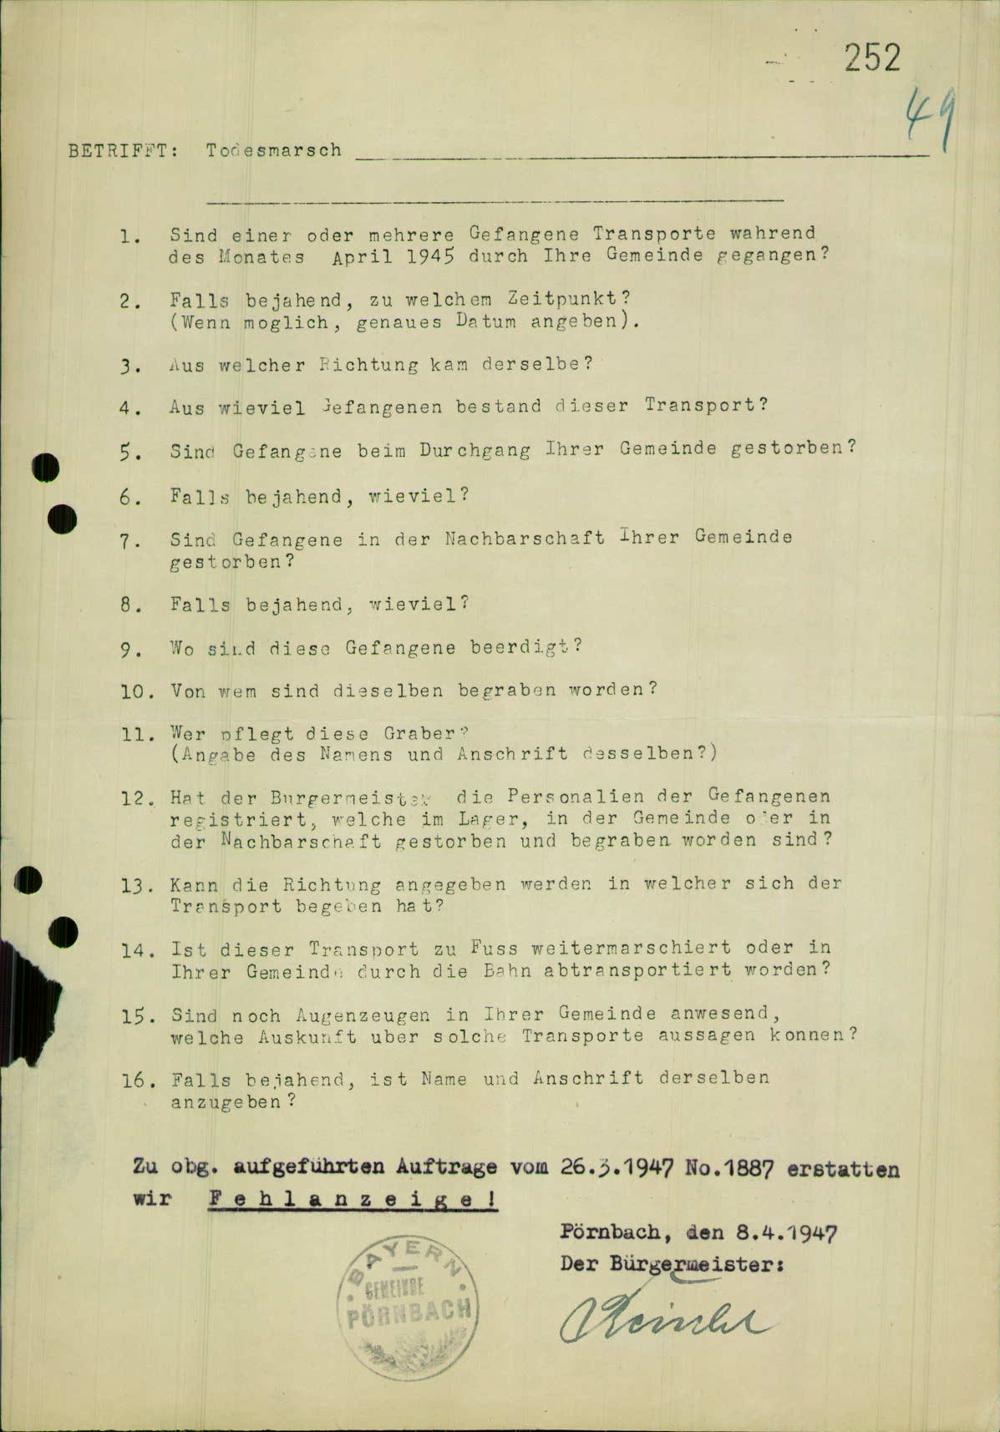 252
49
BETRIFFT: Todesmarsch
1. Sind einer oder mehrere Gefangene Transporte wahrend
des Monates April 1945 durch Ihre Gemeinde gegangen?
2. Falls bejahend, zu welchem Zeitpunkt?
(Wenn moglich, genaues Datum angeben).
3. Aus welcher Richtung kam derselbe?
4. Aus wieviel Gefangenen bestand dieser Transport?
5. Sind Gefangene beim Durchgang Ihrer Gemeinde gestorben?
6. Falls bejahend, wieviel?
7. Sind Gefangene in der Nachbarschaft Ihrer Gemeinde
gestorben?
8. Falls bejahend, wieviel?
9. Wo sind diese Gefangene beerdigt?
10. Von wem sind dieselben begraben worden?
11. Wer pflegt diese Graber?
(Angabe des Namens und Anschrift desselben?)
12. Hat der Burgermeister die Personalien der Gefangenen
registriert, welche im Lager, in der Gemeinde oder in
der Nachbarschaft gestorben und begraben worden sind?
13. Kann die Richtung angegeben werden in welcher sich der
Transport begeben hat?
14. Ist dieser Transport zu Fuss weitermarschiert oder in
Ihrer Gemeinde durch die Bahn abtransportiert worden?
15. Sind noch Augenzeugen in Ihrer Gemeinde anwesend,
welche Auskunft uber solche Transporte aussagen konnen?
16. Falls bejahend, ist Name und Anschrift derselben
anzugeben?
Zu obg. aufgeführten Auftrage vom 26.3.1947 No.1887 erstatten
wir Fehlanzeige!
Pörnbach, den 8.4.1947
Der Bürgermeister:
BAYERN
GEMEINDE
PÖRNBACH